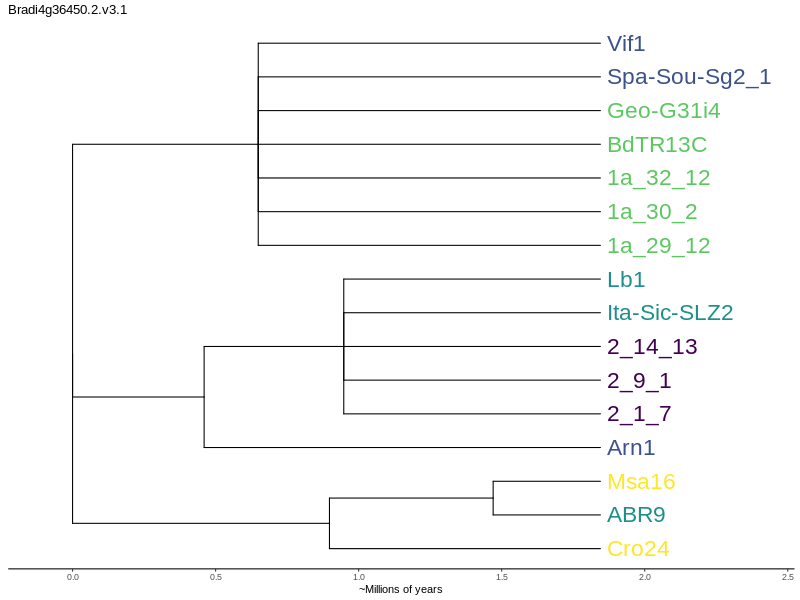 Bradi4g36450.2.v3.1
Vif1
Spa-Sou-Sg2_1
Geo-G31i4
BdTR13C
1a_32_12
1a_30_2
1a_29_12
Lb1
Ita-Sic-SLZ2
2_14_13
2_9_1
2_1_7
Arn1
Msa16
ABR9
Cro24
0.0 0.5 1.0 1.5 2.0 2.5
~Millions of years